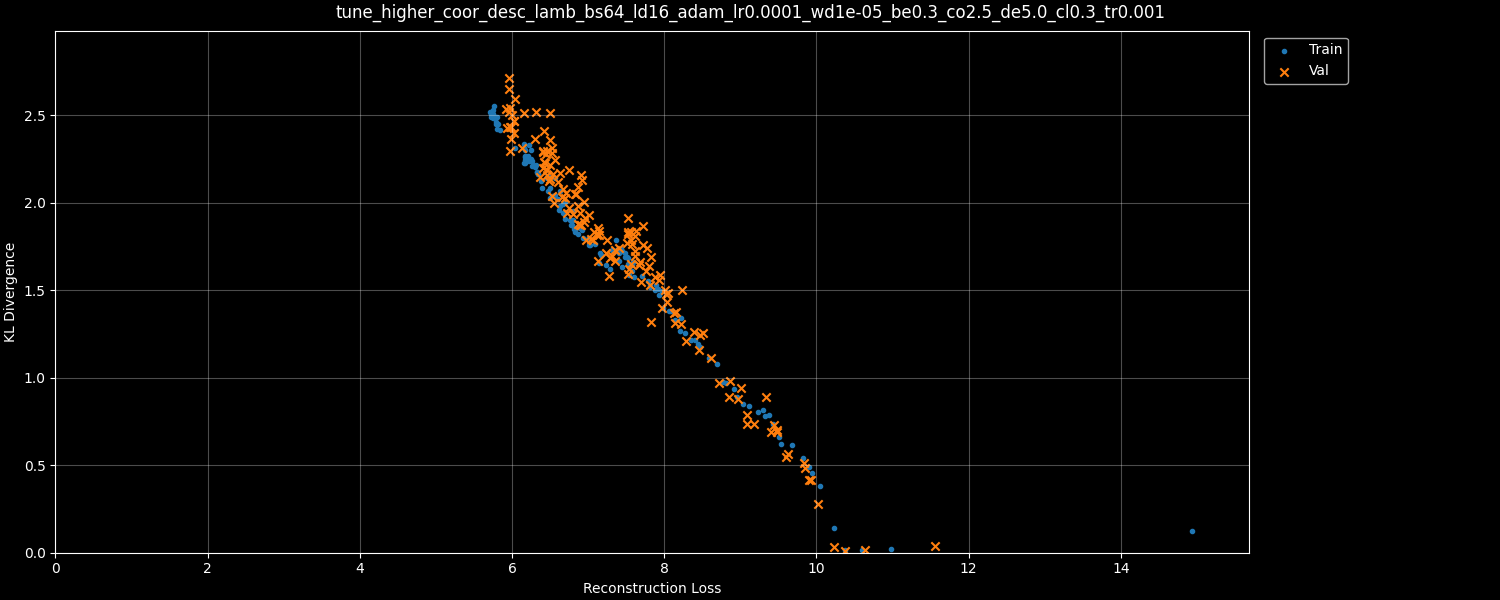 tune_higher_coor_desc_lamb_bs64_ld16_adam_lr0.0001_wd1e-05_be0.3_co2.5_de5.0_cl0.3_tr0.001
Train
Val
KL Divergence
2.5
2.0
1.5
1.0
0.5
0.0
0 2 4 6 8 10 12 14
Reconstruction Loss